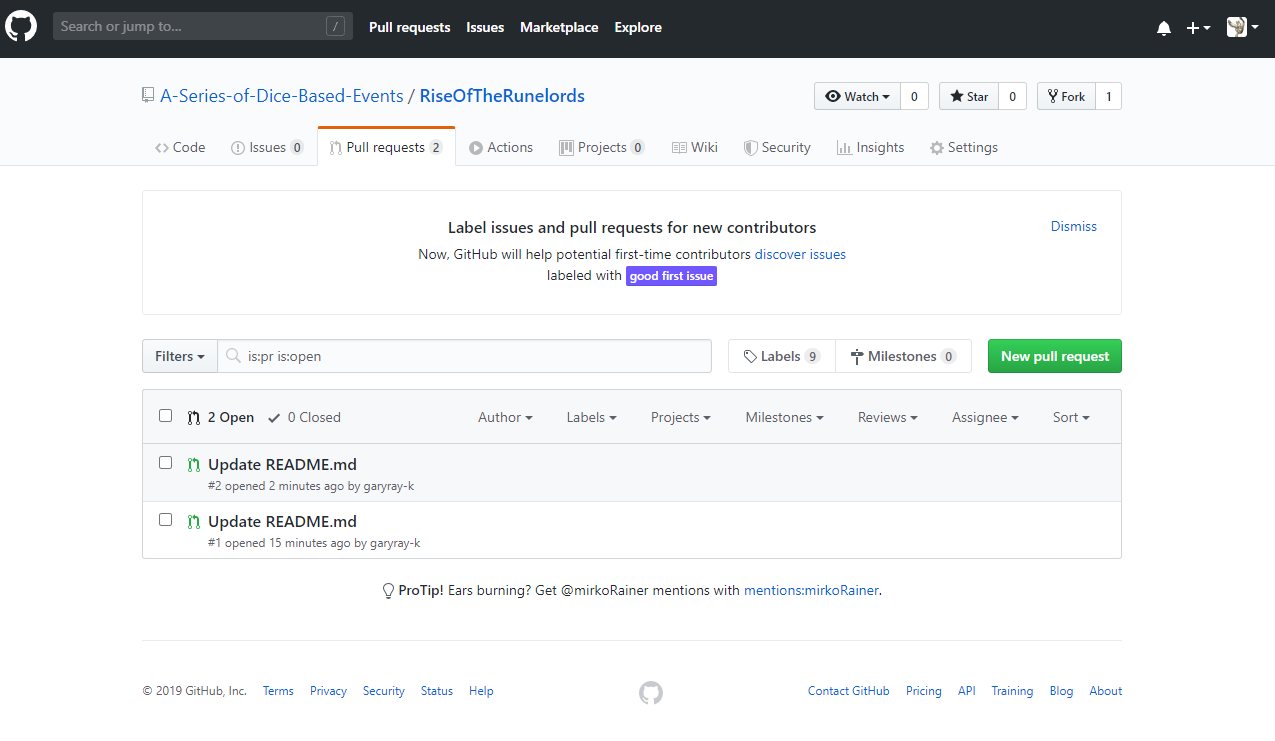 Search or jump to... / Pull requests Issues Marketplace Explore
A-Series-of-Dice-Based-Events / RiseOfTheRunelords Watch 0 Star 0 Fork 1
Code Issues 0 Pull requests 2 Actions Projects 0 Wiki Security Insights Settings
Label issues and pull requests for new contributors Dismiss
Now, GitHub will help potential first-time contributors discover issues
labeled with good first issue
Filters is:pr is:open Labels 9 Milestones 0 New pull request
2 Open 0 Closed Author Labels Projects Milestones Reviews Assignee Sort
Update README.md
#2 opened 2 minutes ago by garyray-k
Update README.md
#1 opened 15 minutes ago by garyray-k
ProTip! Ears burning? Get @mirkoRainer mentions with mentions:mirkoRainer.
© 2019 GitHub, Inc. Terms Privacy Security Status Help Contact GitHub Pricing API Training Blog About